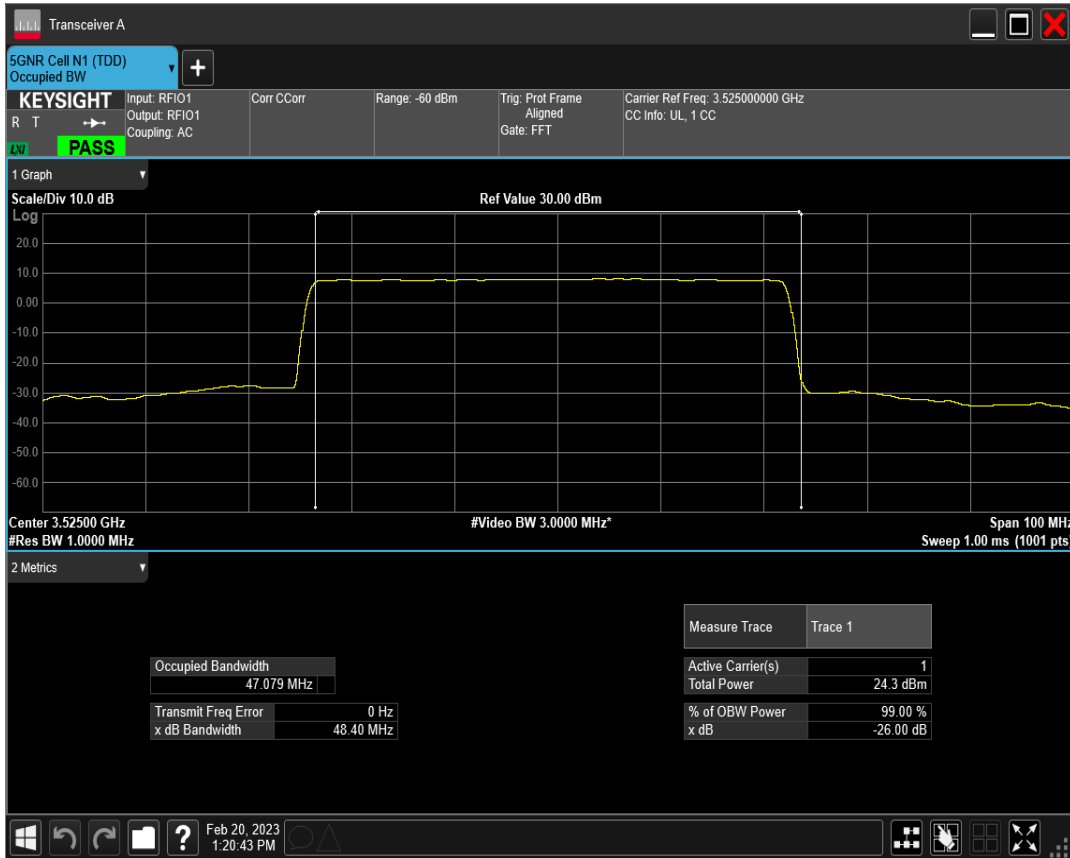 Transceiver A
5GNR Cell N1 (TDD)
Occupied BW
+
KEYSIGHT
R T
LXI
PASS
Input: RFIO1
Output: RFIO1
Coupling: AC
Corr CCorr
Range: -60 dBm
Trig: Prot Frame
Aligned
Gate: FFT
Carrier Ref Freq: 3.525000000 GHz
CC Info: UL, 1 CC
1 Graph
Scale/Div 10.0 dB
Ref Value 30.00 dBm
Log
20.0
10.0
0.00
-10.0
-20.0
-30.0
-40.0
-50.0
-60.0
Center 3.52500 GHz
#Video BW 3.0000 MHz*
Span 100 MHz
#Res BW 1.0000 MHz
Sweep 1.00 ms (1001 pts)
2 Metrics
Measure Trace Trace 1
Occupied Bandwidth
47.079 MHz
Active Carrier(s) 1
Total Power 24.3 dBm
Transmit Freq Error 0 Hz
x dB Bandwidth 48.40 MHz
% of OBW Power 99.00 %
x dB -26.00 dB
?
Feb 20, 2023
1:20:43 PM